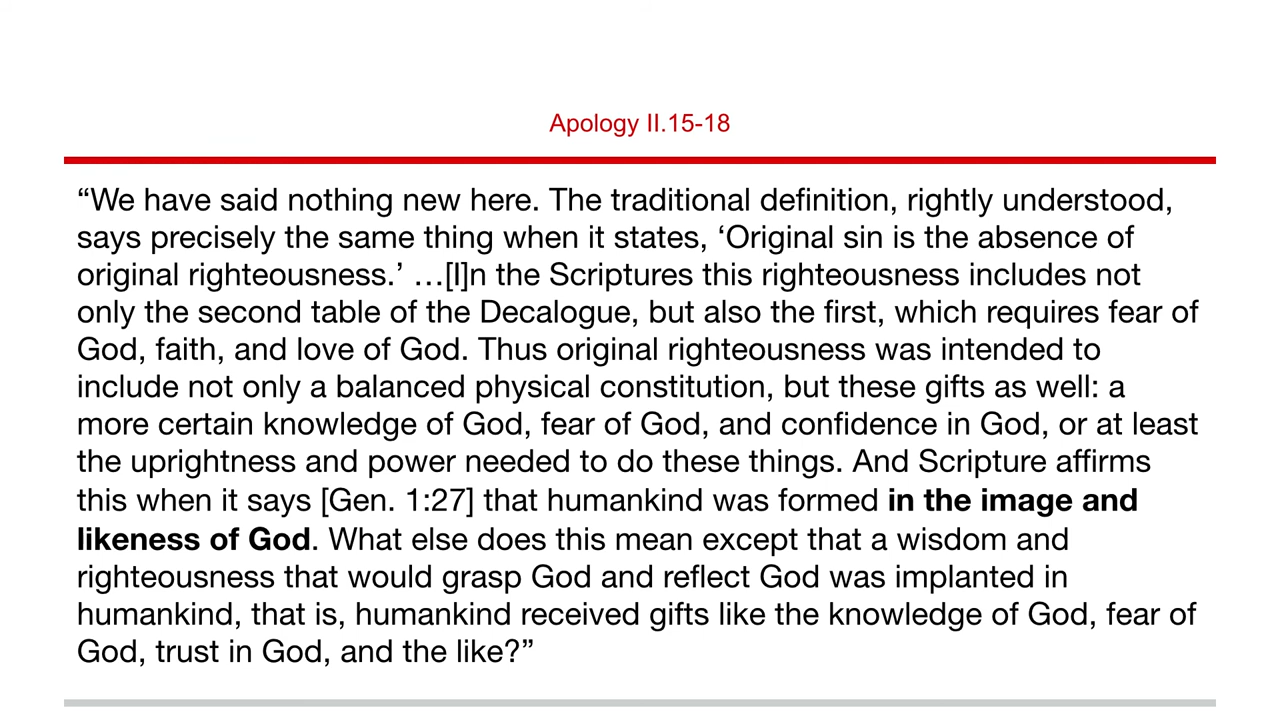 Apology II.15-18
“We have said nothing new here. The traditional definition, rightly understood,
says precisely the same thing when it states, ‘Original sin is the absence of
original righteousness.’ …[I]n the Scriptures this righteousness includes not
only the second table of the Decalogue, but also the first, which requires fear of
God, faith, and love of God. Thus original righteousness was intended to
include not only a balanced physical constitution, but these gifts as well: a
more certain knowledge of God, fear of God, and confidence in God, or at least
the uprightness and power needed to do these things. And Scripture affirms
this when it says [Gen. 1:27] that humankind was formed in the image and
likeness of God. What else does this mean except that a wisdom and
righteousness that would grasp God and reflect God was implanted in
humankind, that is, humankind received gifts like the knowledge of God, fear of
God, trust in God, and the like?”